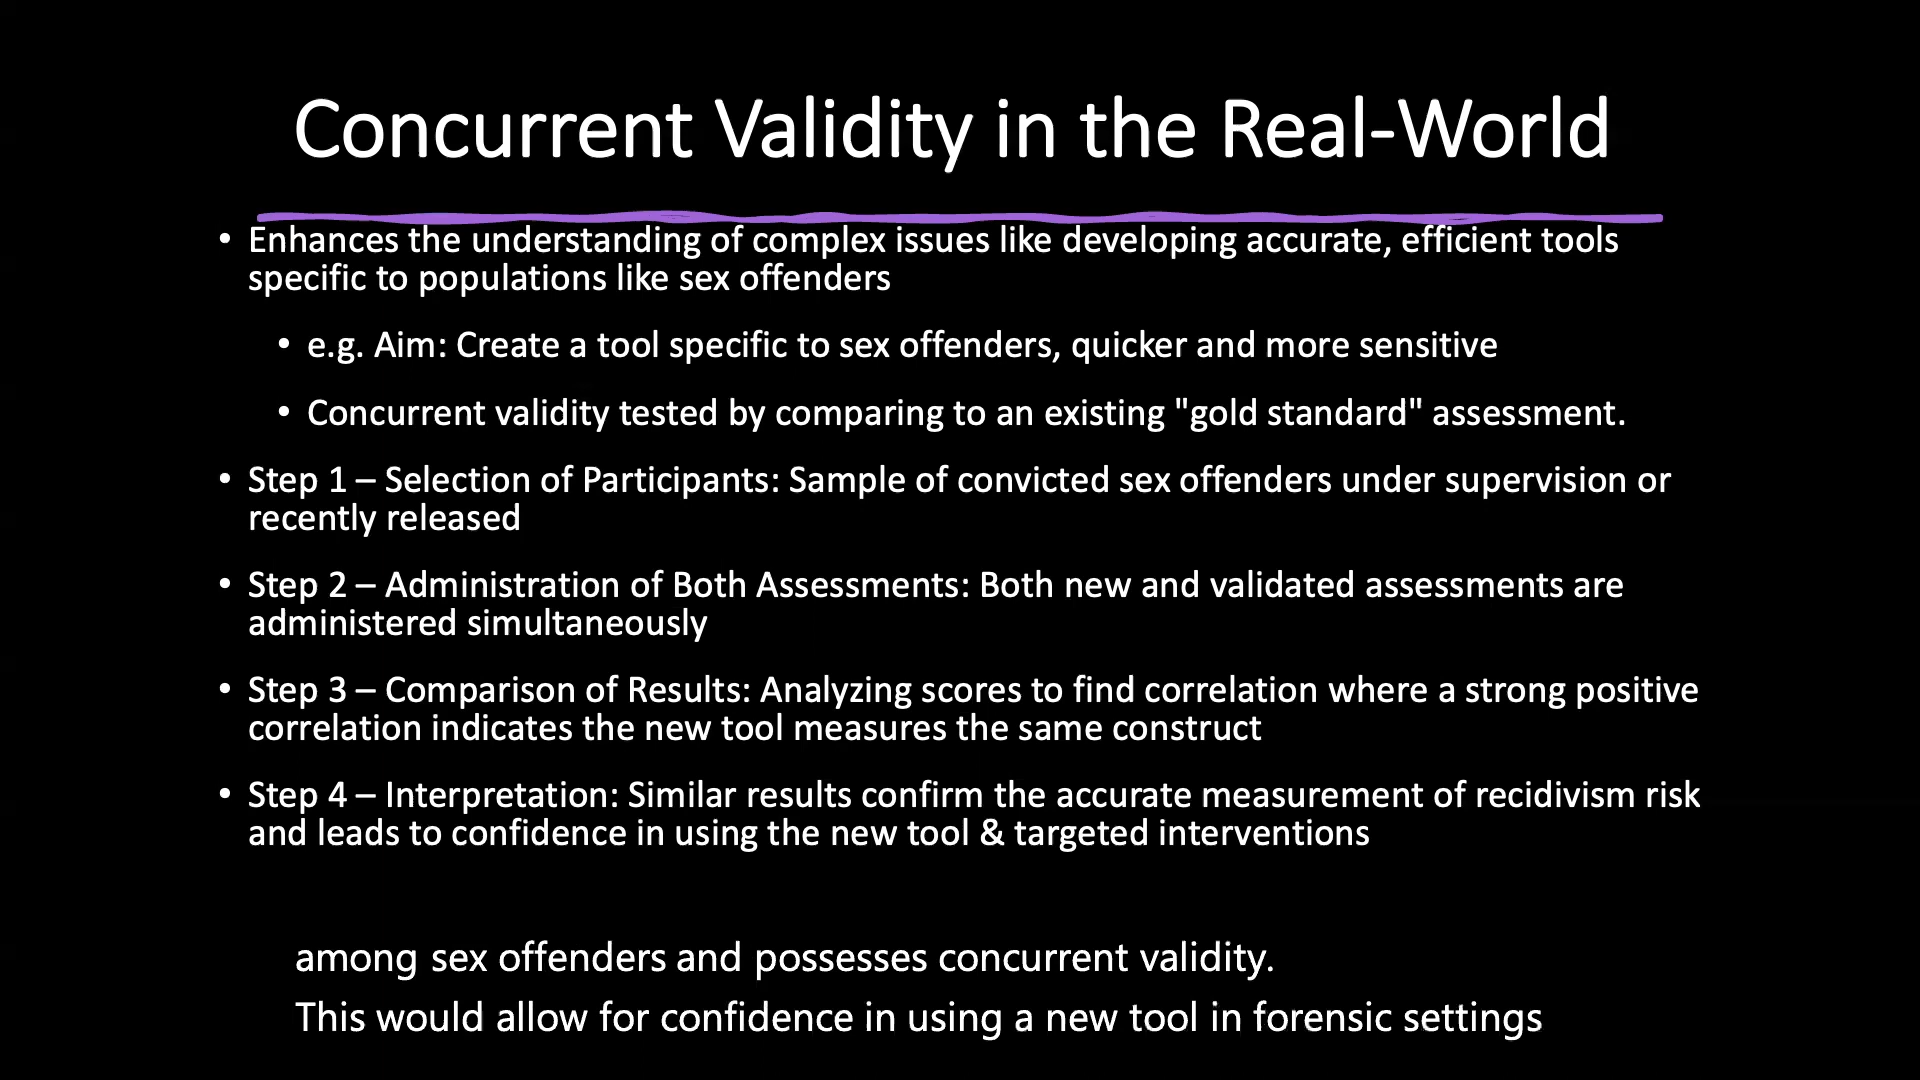 Concurrent Validity in the Real-World
• Enhances the understanding of complex issues like developing accurate, efficient tools
specific to populations like sex offenders
• e.g. Aim: Create a tool specific to sex offenders, quicker and more sensitive
• Concurrent validity tested by comparing to an existing "gold standard" assessment.
• Step 1 – Selection of Participants: Sample of convicted sex offenders under supervision or
recently released
• Step 2 – Administration of Both Assessments: Both new and validated assessments are
administered simultaneously
• Step 3 – Comparison of Results: Analyzing scores to find correlation where a strong positive
correlation indicates the new tool measures the same construct
• Step 4 – Interpretation: Similar results confirm the accurate measurement of recidivism risk
and leads to confidence in using the new tool & targeted interventions
among sex offenders and possesses concurrent validity.
This would allow for confidence in using a new tool in forensic settings